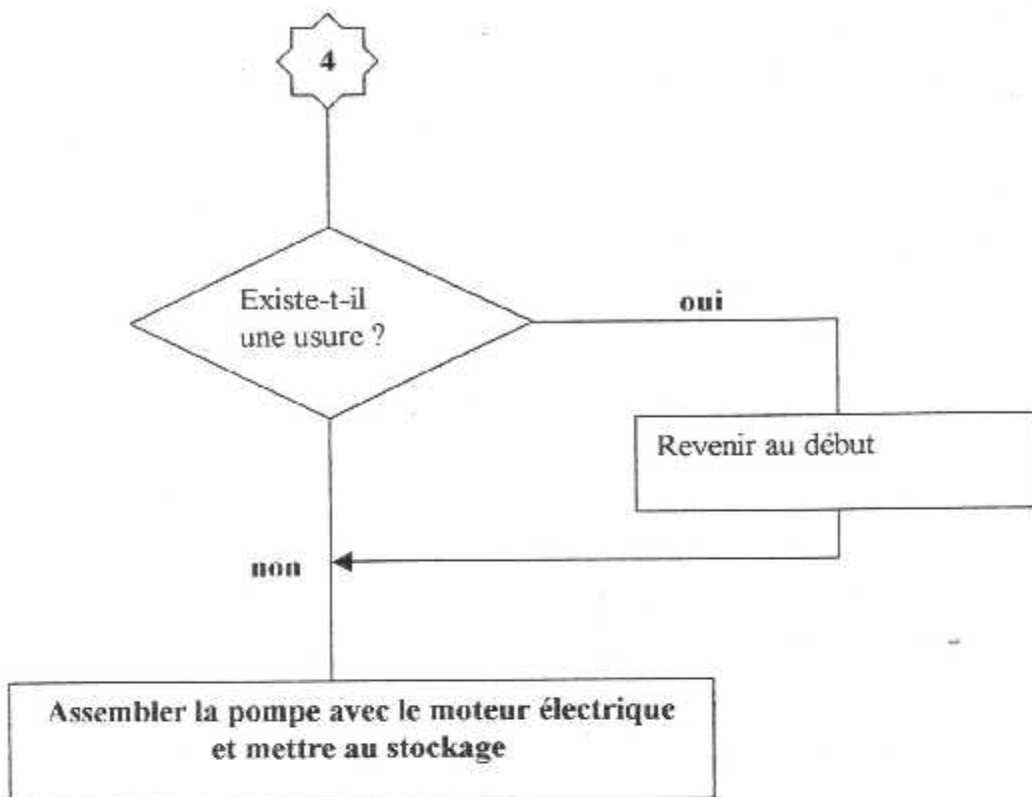 4
Existe-t-il
une usure ?
oui
Revenir au début
non
Assembler la pompe avec le moteur électrique
et mettre au stockage